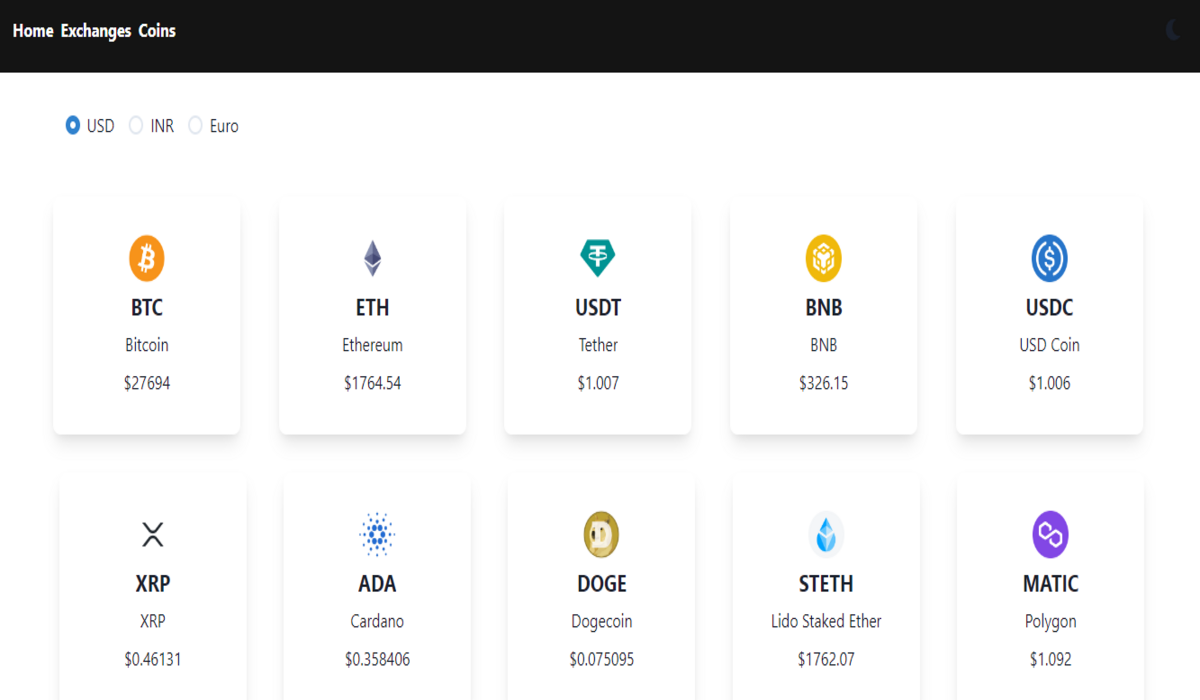 Home Exchanges Coins
USD INR Euro
BTC ETH USDT BNB USDC
Bitcoin Ethereum Tether BNB USD Coin
$27694 $1764.54 $1.007 $326.15 $1.006
XRP ADA DOGE STETH MATIC
XRP Cardano Dogecoin Lido Staked Ether Polygon
$0.46131 $0.358406 $0.075095 $1762.07 $1.092